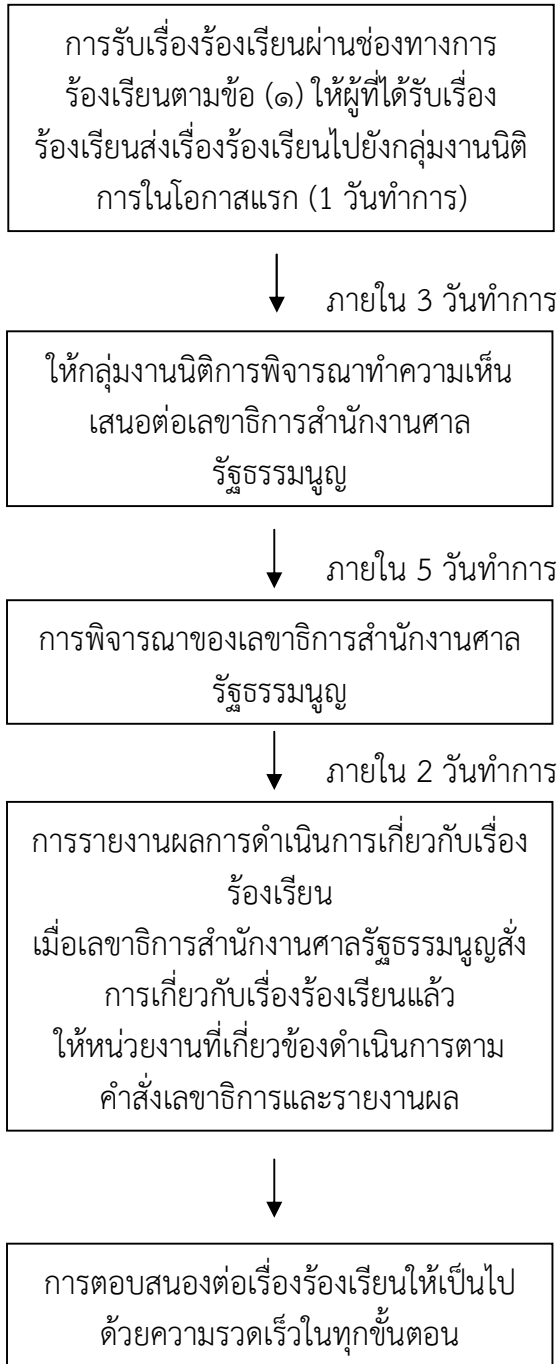 การรับเรื่องร้องเรียนผ่านช่องทางการ
ร้องเรียนตามข้อ (๑) ให้ผู้ที่ได้รับเรื่อง
ร้องเรียนส่งเรื่องร้องเรียนไปยังกลุ่มงานนิติ
การในโอกาสแรก (1 วันทำการ)
ภายใน 3 วันทำการ
ให้กลุ่มงานนิติการพิจารณาทำความเห็น
เสนอต่อเลขาธิการสำนักงานศาล
รัฐธรรมนูญ
ภายใน 5 วันทำการ
การพิจารณาของเลขาธิการสำนักงานศาล
รัฐธรรมนูญ
ภายใน 2 วันทำการ
การรายงานผลการดำเนินการเกี่ยวกับเรื่อง
ร้องเรียน
เมื่อเลขาธิการสำนักงานศาลรัฐธรรมนูญสั่ง
การเกี่ยวกับเรื่องร้องเรียนแล้ว
ให้หน่วยงานที่เกี่ยวข้องดำเนินการตาม
คำสั่งเลขาธิการและรายงานผล
การตอบสนองต่อเรื่องร้องเรียนให้เป็นไป
ด้วยความรวดเร็วในทุกขั้นตอน